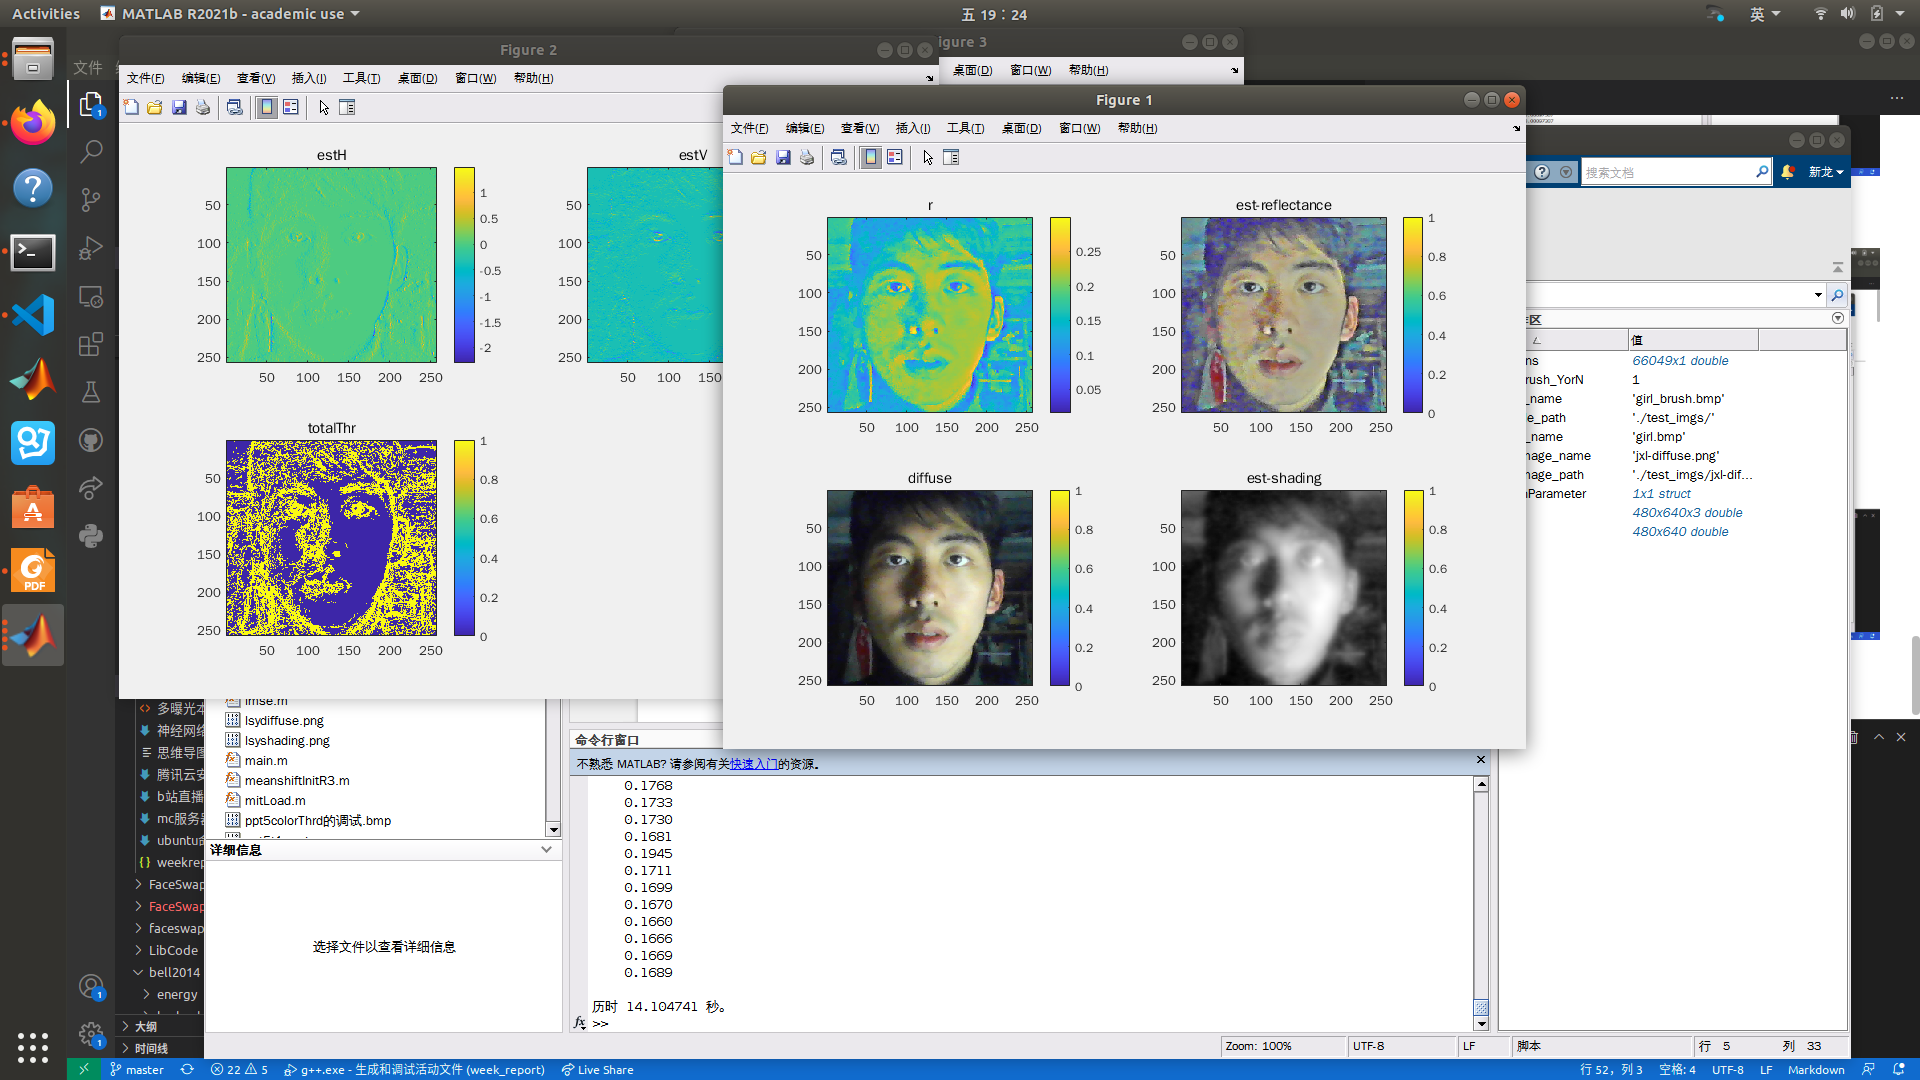 Activities
MATLAB R2021b - academic use
五 19：24
英
文件
Figure 2
文件(F) 编辑(E) 查看(V) 插入(I) 工具(T) 桌面(D) 窗口(W) 帮助(H)
estH
50
100
150
200
250
50 100 150 200 250
1
0.5
0
-0.5
-1
-1.5
-2
estV
50
100
150
200
250
50 100 150
totalThr
50
100
150
200
250
50 100 150 200 250
1
0.8
0.6
0.4
0.2
0
igure 3
桌面(D) 窗口(W) 帮助(H)
Figure 1
文件(F) 编辑(E) 查看(V) 插入(I) 工具(T) 桌面(D) 窗口(W) 帮助(H)
r
50
100
150
200
250
50 100 150 200 250
0.25
0.2
0.15
0.1
0.05
est-reflectance
50
100
150
200
250
50 100 150 200 250
1
0.8
0.6
0.4
0.2
0
diffuse
50
100
150
200
250
50 100 150 200 250
1
0.8
0.6
0.4
0.2
0
est-shading
50
100
150
200
250
50 100 150 200 250
1
0.8
0.6
0.4
0.2
0
搜索文档
新龙
区
值
ns 66049x1 double
rush_YorN 1
_name 'girl_brush.bmp'
e_path './test_imgs/'
_name 'girl.bmp'
mage_name 'jxl-diffuse.png'
mage_path './test_imgs/jxl-dif...
Parameter 1x1 struct
480x640x3 double
480x640 double
多曝光本
神经网络
思维导图
腾讯云安
b站直播
mc服务器
ubuntu
weekrep
FaceSwap
FaceSwap
faceswap
LibCode
bell2014
energy
大纲
时间线
lmse.m
lsydiffuse.png
lsyshading.png
main.m
meanshiftInitR3.m
mitLoad.m
ppt5colorThrd的调试.bmp
详细信息
选择文件以查看详细信息
命令行窗口
不熟悉 MATLAB? 请参阅有关快速入门的资源。
0.1768
0.1733
0.1730
0.1681
0.1945
0.1711
0.1699
0.1670
0.1660
0.1666
0.1669
0.1689
历时 14.104741 秒。
fx >>
Zoom: 100% UTF-8 LF 脚本 行 5 列 33
master 22 5 g++.exe - 生成和调试活动文件 (week_report) Live Share 行 52，列 3 空格: 4 UTF-8 LF Markdown